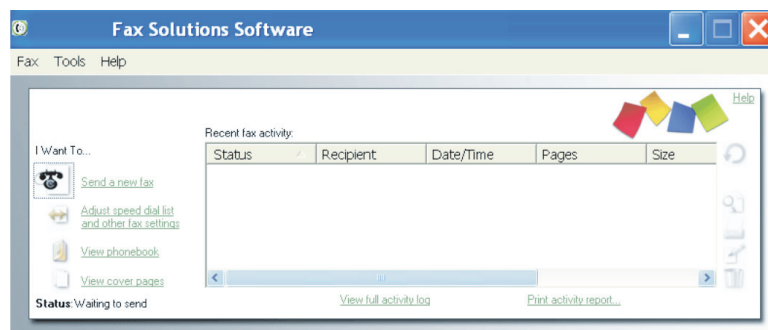 Fax Solutions Software
Fax Tools Help
Help
Recent fax activity:
I Want To...
Status Recipient Date/Time Pages Size
Send a new fax
Adjust speed dial list
and other fax settings
View phonebook
View cover pages
Status: Waiting to send
View full activity log
Print activity report...